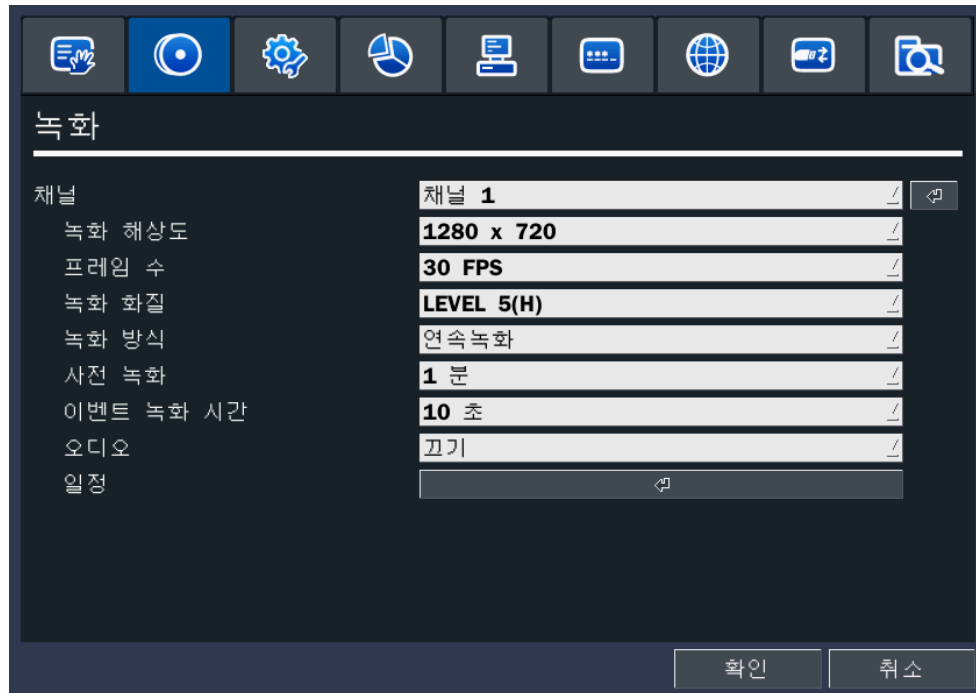 녹화
채널 채널 1
녹화 해상도 1280 x 720
프레임 수 30 FPS
녹화 화질 LEVEL 5(H)
녹화 방식 연속녹화
사전 녹화 1 분
이벤트 녹화 시간 10 초
오디오 끄기
일정
확인 취소